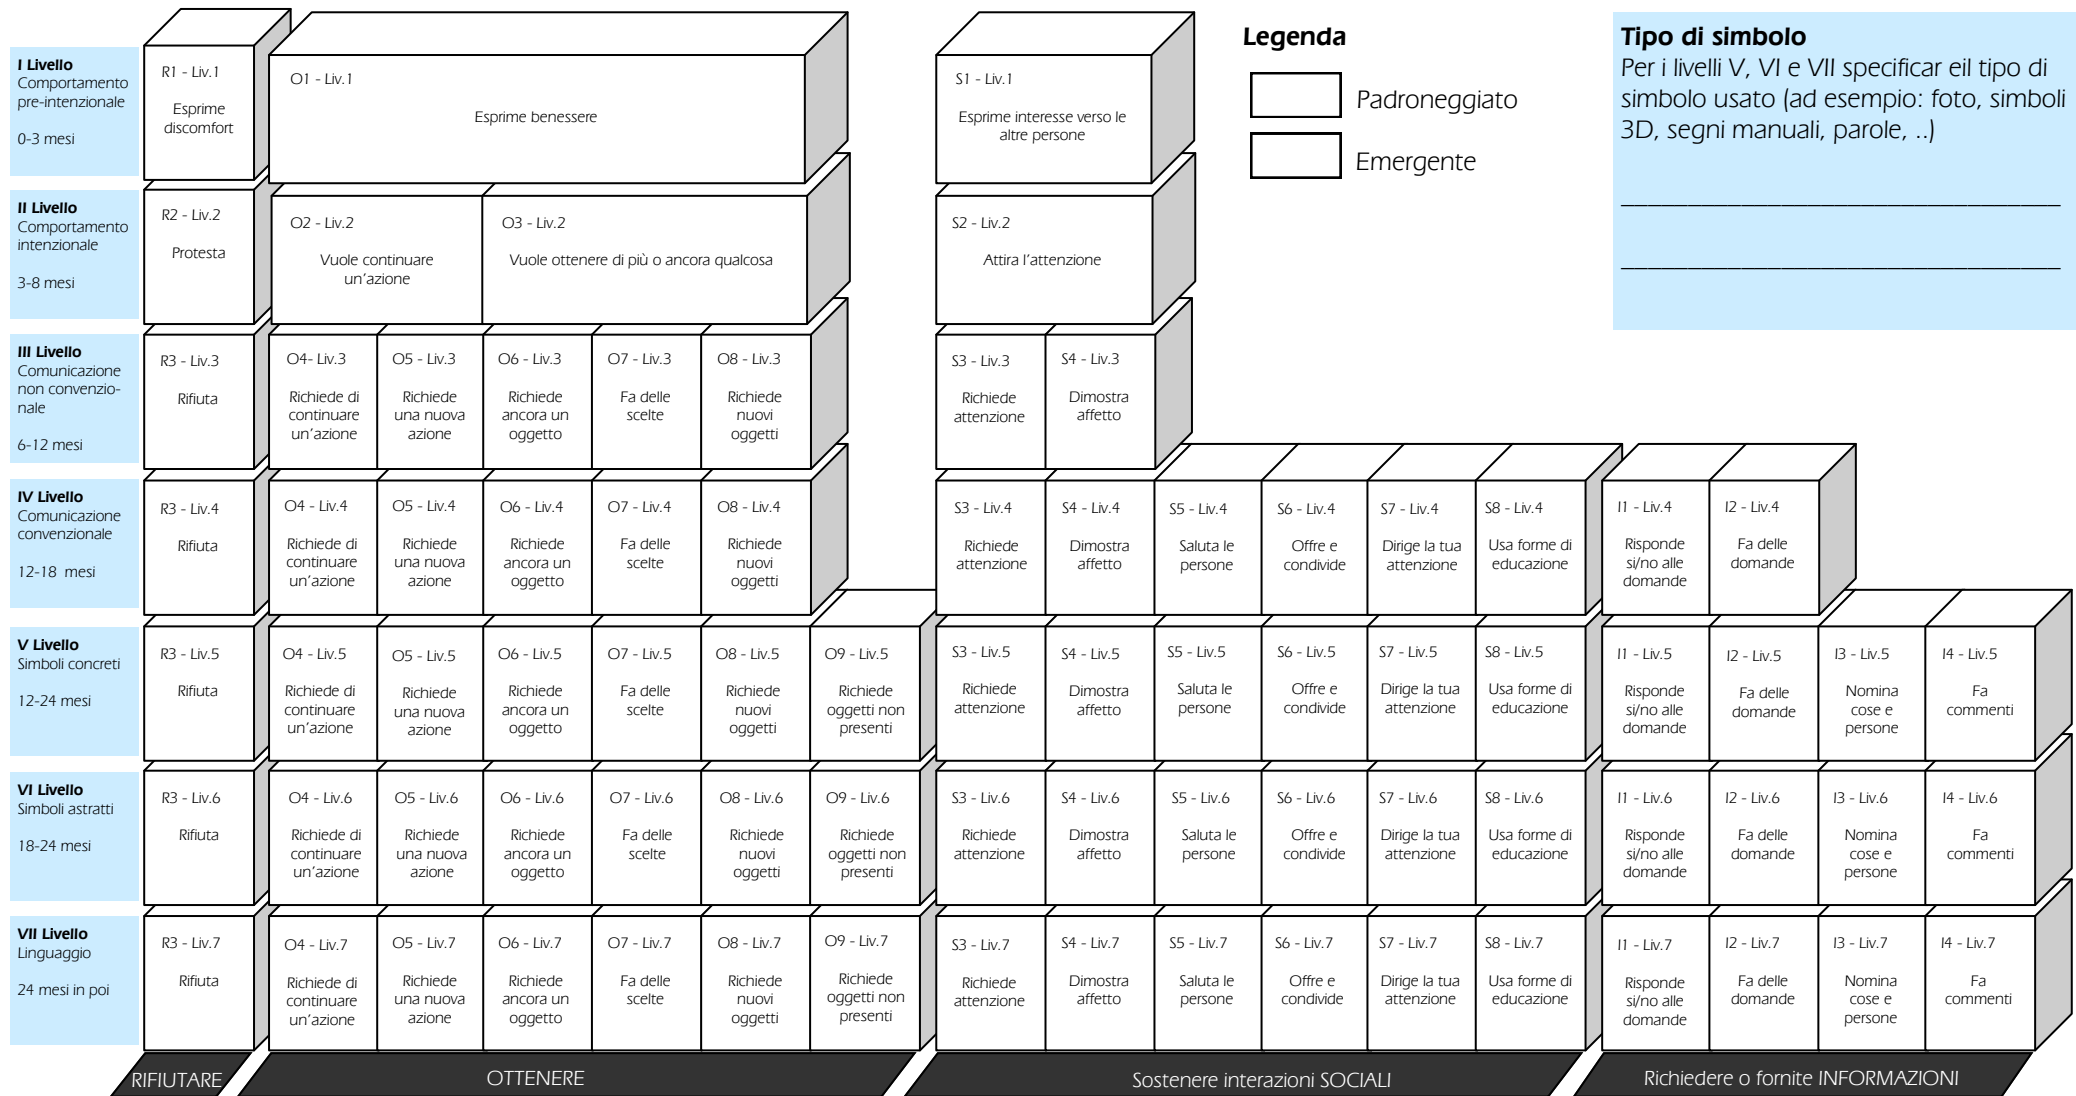 Legenda
Padroneggiato
Emergente
Tipo di simbolo
Per i livelli V, VI e VII specificar eil tipo di
simbolo usato (ad esempio: foto, simboli
3D, segni manuali, parole, ..)
_________________________________
_________________________________
I Livello
Comportamento
pre-intenzionale
0-3 mesi
R1 - Liv.1
Esprime
discomfort
O1 - Liv.1
Esprime benessere
S1 - Liv.1
Esprime interesse verso le
altre persone
II Livello
Comportamento
intenzionale
3-8 mesi
R2 - Liv.2
Protesta
O2 - Liv.2
Vuole continuare
un'azione
O3 - Liv.2
Vuole ottenere di più o ancora qualcosa
S2 - Liv.2
Attira l'attenzione
III Livello
Comunicazione
non convenzio-
nale
6-12 mesi
R3 - Liv.3
Rifiuta
O4- Liv.3
Richiede di
continuare
un'azione
O5 - Liv.3
Richiede
una nuova
azione
O6 - Liv.3
Richiede
ancora un
oggetto
O7 - Liv.3
Fa delle
scelte
O8 - Liv.3
Richiede
nuovi
oggetti
S3 - Liv.3
Richiede
attenzione
S4 - Liv.3
Dimostra
affetto
IV Livello
Comunicazione
convenzionale
12-18 mesi
R3 - Liv.4
Rifiuta
O4 - Liv.4
Richiede di
continuare
un'azione
O5 - Liv.4
Richiede
una nuova
azione
O6 - Liv.4
Richiede
ancora un
oggetto
O7 - Liv.4
Fa delle
scelte
O8 - Liv.4
Richiede
nuovi
oggetti
S3 - Liv.4
Richiede
attenzione
S4 - Liv.4
Dimostra
affetto
S5 - Liv.4
Saluta le
persone
S6 - Liv.4
Offre e
condivide
S7 - Liv.4
Dirige la tua
attenzione
S8 - Liv.4
Usa forme di
educazione
I1 - Liv.4
Risponde
si/no alle
domande
I2 - Liv.4
Fa delle
domande
V Livello
Simboli concreti
12-24 mesi
R3 - Liv.5
Rifiuta
O4 - Liv.5
Richiede di
continuare
un'azione
O5 - Liv.5
Richiede
una nuova
azione
O6 - Liv.5
Richiede
ancora un
oggetto
O7 - Liv.5
Fa delle
scelte
O8 - Liv.5
Richiede
nuovi
oggetti
O9 - Liv.5
Richiede
oggetti non
presenti
S3 - Liv.5
Richiede
attenzione
S4 - Liv.5
Dimostra
affetto
S5 - Liv.5
Saluta le
persone
S6 - Liv.5
Offre e
condivide
S7 - Liv.5
Dirige la tua
attenzione
S8 - Liv.5
Usa forme di
educazione
I1 - Liv.5
Risponde
si/no alle
domande
I2 - Liv.5
Fa delle
domande
I3 - Liv.5
Nomina
cose e
persone
I4 - Liv.5
Fa
commenti
VI Livello
Simboli astratti
18-24 mesi
R3 - Liv.6
Rifiuta
O4 - Liv.6
Richiede di
continuare
un'azione
O5 - Liv.6
Richiede
una nuova
azione
O6 - Liv.6
Richiede
ancora un
oggetto
O7 - Liv.6
Fa delle
scelte
O8 - Liv.6
Richiede
nuovi
oggetti
O9 - Liv.6
Richiede
oggetti non
presenti
S3 - Liv.6
Richiede
attenzione
S4 - Liv.6
Dimostra
affetto
S5 - Liv.6
Saluta le
persone
S6 - Liv.6
Offre e
condivide
S7 - Liv.6
Dirige la tua
attenzione
S8 - Liv.6
Usa forme di
educazione
I1 - Liv.6
Risponde
si/no alle
domande
I2 - Liv.6
Fa delle
domande
I3 - Liv.6
Nomina
cose e
persone
I4 - Liv.6
Fa
commenti
VII Livello
Linguaggio
24 mesi in poi
R3 - Liv.7
Rifiuta
O4 - Liv.7
Richiede di
continuare
un'azione
O5 - Liv.7
Richiede
una nuova
azione
O6 - Liv.7
Richiede
ancora un
oggetto
O7 - Liv.7
Fa delle
scelte
O8 - Liv.7
Richiede
nuovi
oggetti
O9 - Liv.7
Richiede
oggetti non
presenti
S3 - Liv.7
Richiede
attenzione
S4 - Liv.7
Dimostra
affetto
S5 - Liv.7
Saluta le
persone
S6 - Liv.7
Offre e
condivide
S7 - Liv.7
Dirige la tua
attenzione
S8 - Liv.7
Usa forme di
educazione
I1 - Liv.7
Risponde
si/no alle
domande
I2 - Liv.7
Fa delle
domande
I3 - Liv.7
Nomina
cose e
persone
I4 - Liv.7
Fa
commenti
RIFIUTARE
OTTENERE
Sostenere interazioni SOCIALI
Richiedere o fornite INFORMAZIONI